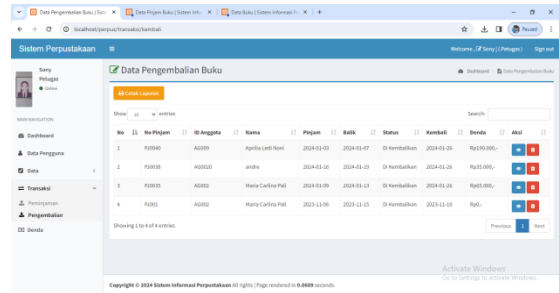 Data Pengembalian Buku | Sist
Data Pinjam Buku | Sistem Info
Data Buku | Sistem Informasi P
localhost/perpus/transaksi/kembali
Paused
Sistem Perpustakaan
Welcome , Sony | ( Petugas )
Sign out
Sony
Petugas
Online
MAIN NAVIGATION
Dashboard
Data Pengguna
Data
Transaksi
Peminjaman
Pengembalian
Denda
Data Pengembalian Buku
Dashboard
Data Pengembalian Buku
Cetak Laporan
Show 10 entries
Search:
No No Pinjam ID Anggota Nama Pinjam Balik Status Kembali Denda Aksi
1 AG009 Aprilia Ledi Noni 2024-01-03 2024-01-07 Di Kembalikan 2024-01-26 Rp190.000,-
2 AG0020 andre 2024-01-16 2024-01-19 Di Kembalikan 2024-01-26 Rp35.000,-
3 AG002 Maria Carlina Pali 2024-01-09 2024-01-13 Di Kembalikan 2024-01-26 Rp65.000,-
4 PJ001 AG002 Maria Carlina Pali 2023-11-06 2023-11-15 Di Kembalikan 2023-11-10 Rp0,-
Showing 1 to 4 of 4 entries
Previous 1 Next
Activate Windows
Go to Settings to activate Windows.
Copyright © 2024 Sistem Informasi Perpustakaan All rights | Page rendered in 0.0609 seconds.